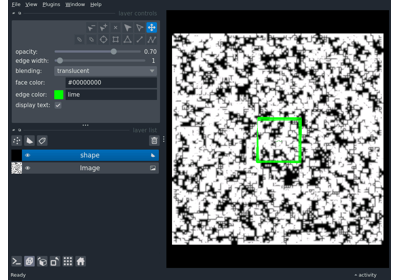 File View Plugins Window Help
layer controls
opacity: 0.70
edge width: 1
blending: translucent
face color: #00000000
edge color: lime
display text:
layer list
shape
Image
Ready
activity